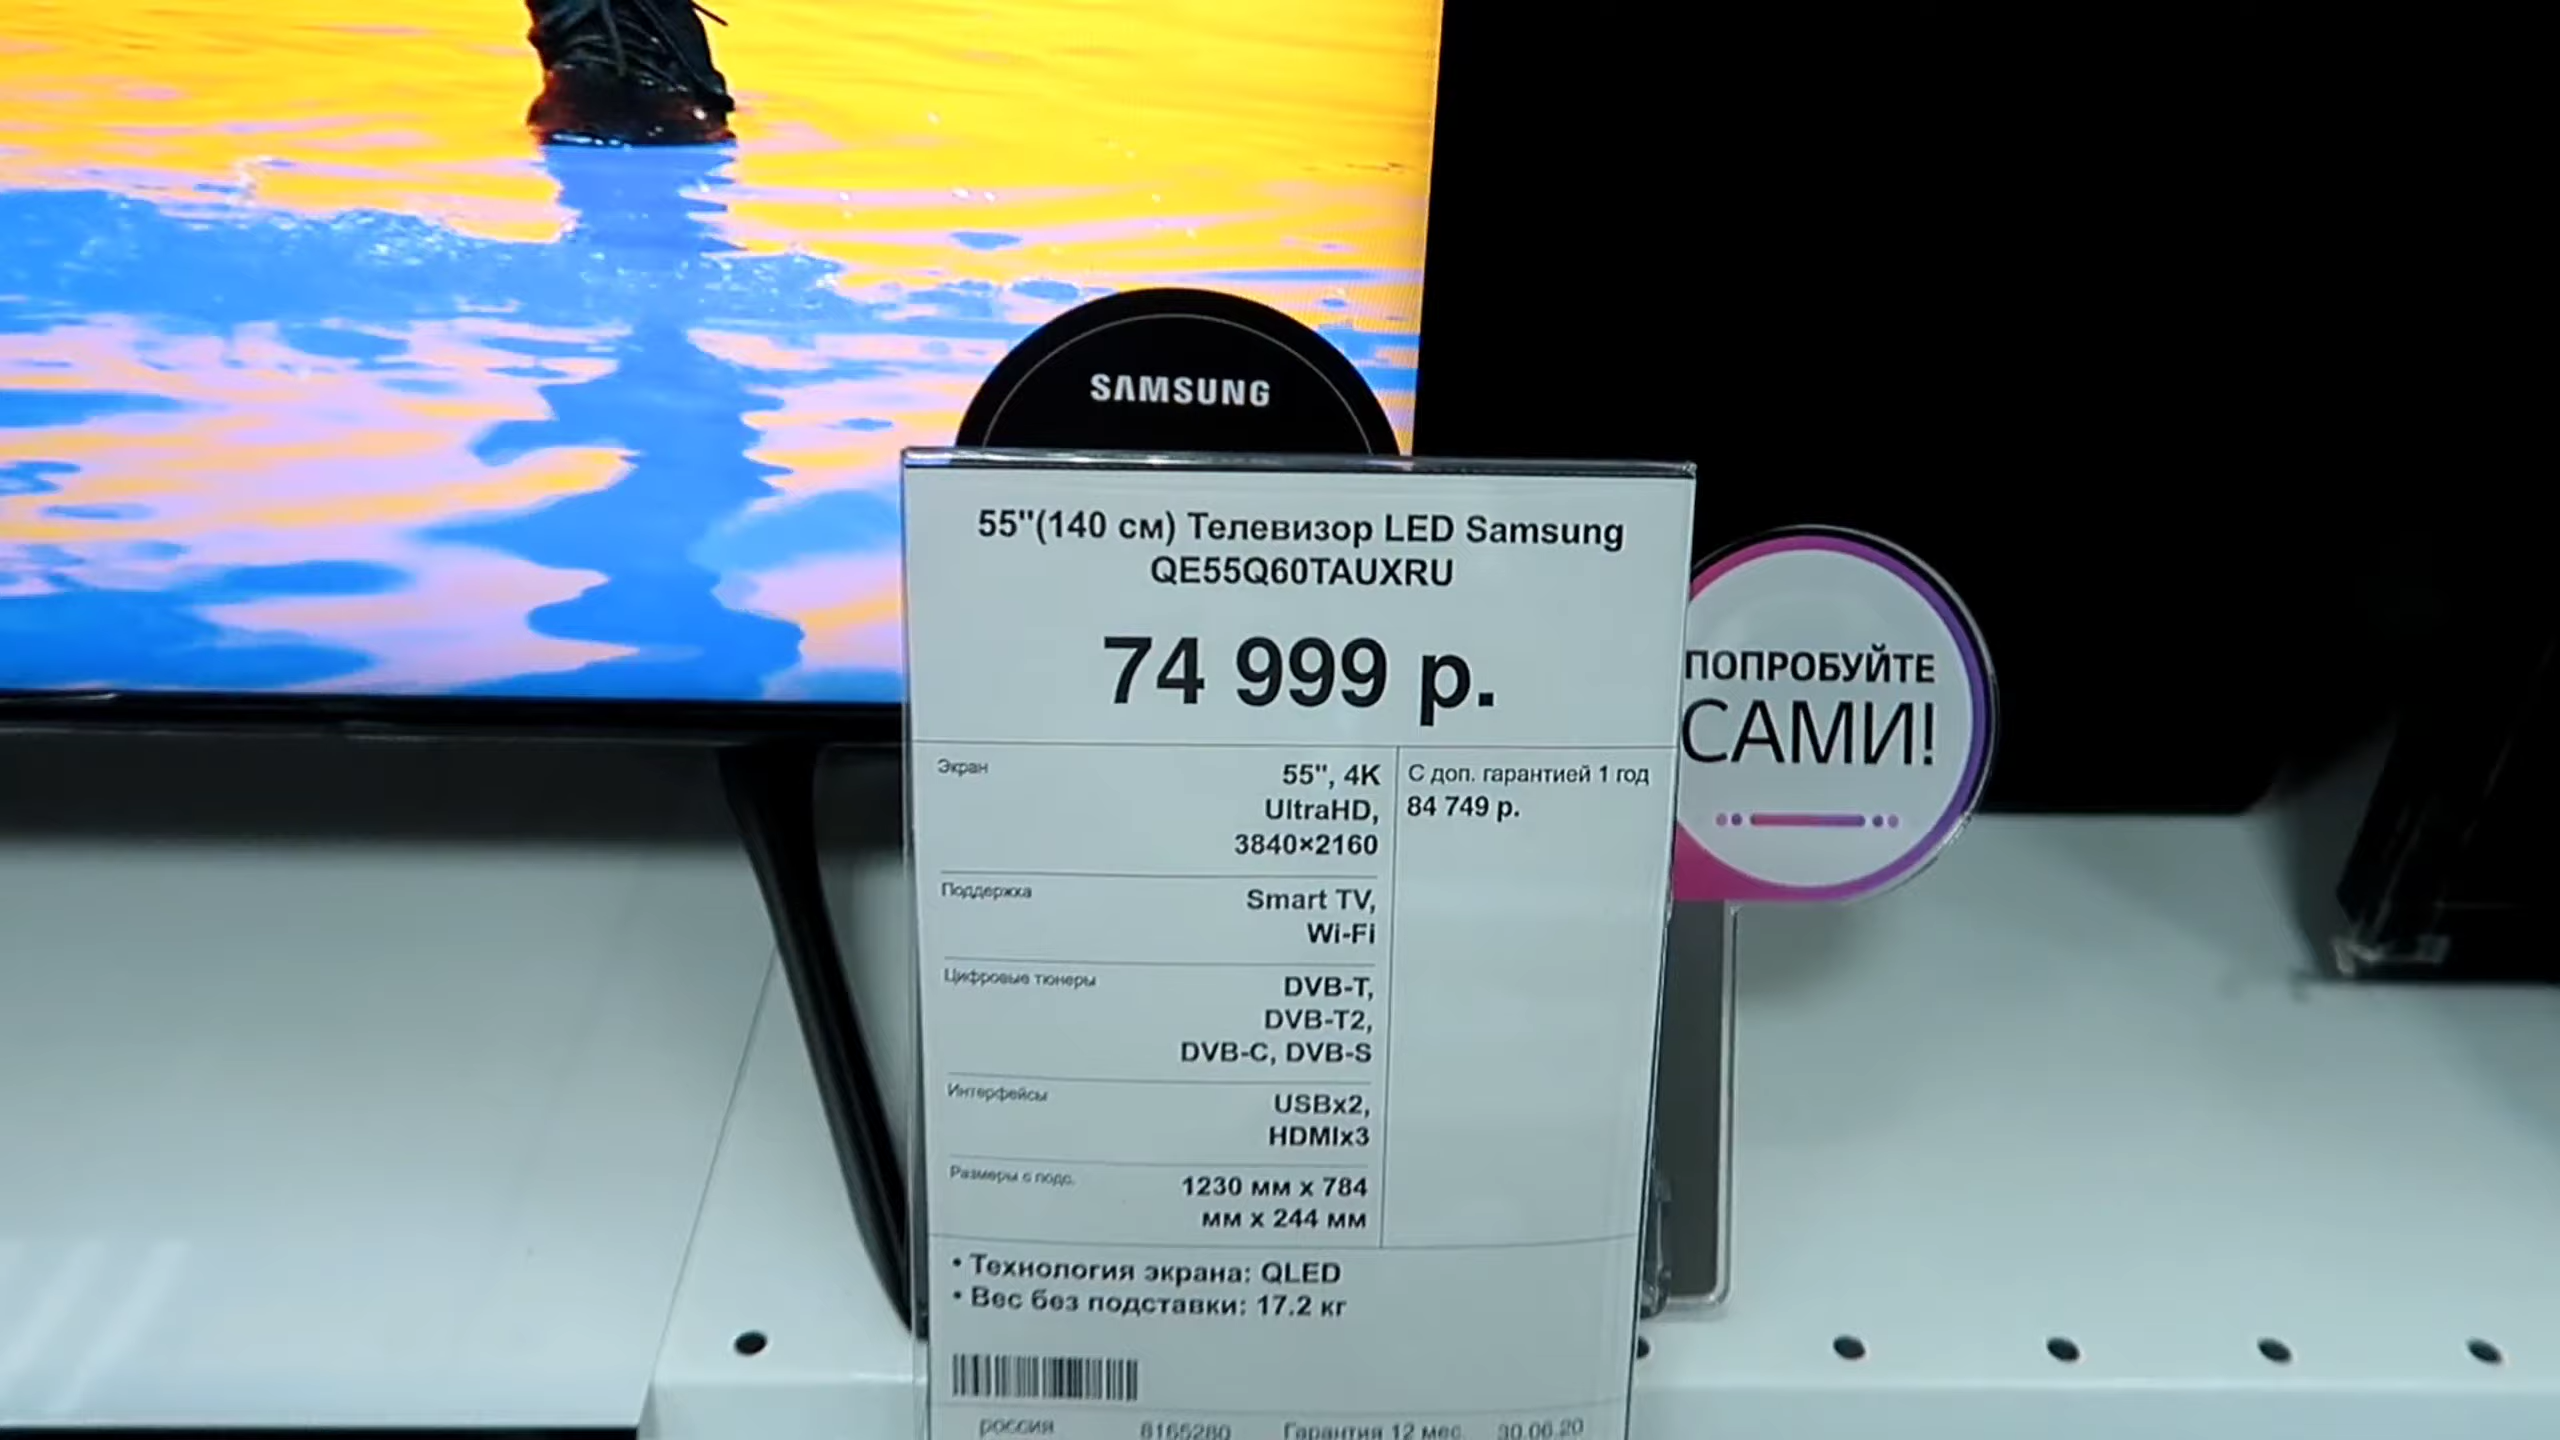 SAMSUNG
55"(140 см) Телевизор LED Samsung
QE55Q60TAUXRU
74 999 р.
Экран
55", 4K
UltraHD,
3840×2160
С доп. гарантией 1 год
84 749 р.
Поддержка
Smart TV,
Wi-Fi
Цифровые тюнеры
DVB-T,
DVB-T2,
DVB-C, DVB-S
Интерфейсы
USBx2,
HDMIx3
Размеры с подс.
1230 мм x 784
мм x 244 мм
• Технология экрана: QLED
• Вес без подставки: 17.2 кг
россия 8165280 Гарантия 12 мес. 30.06.20
ПОПРОБУЙТЕ
САМИ!